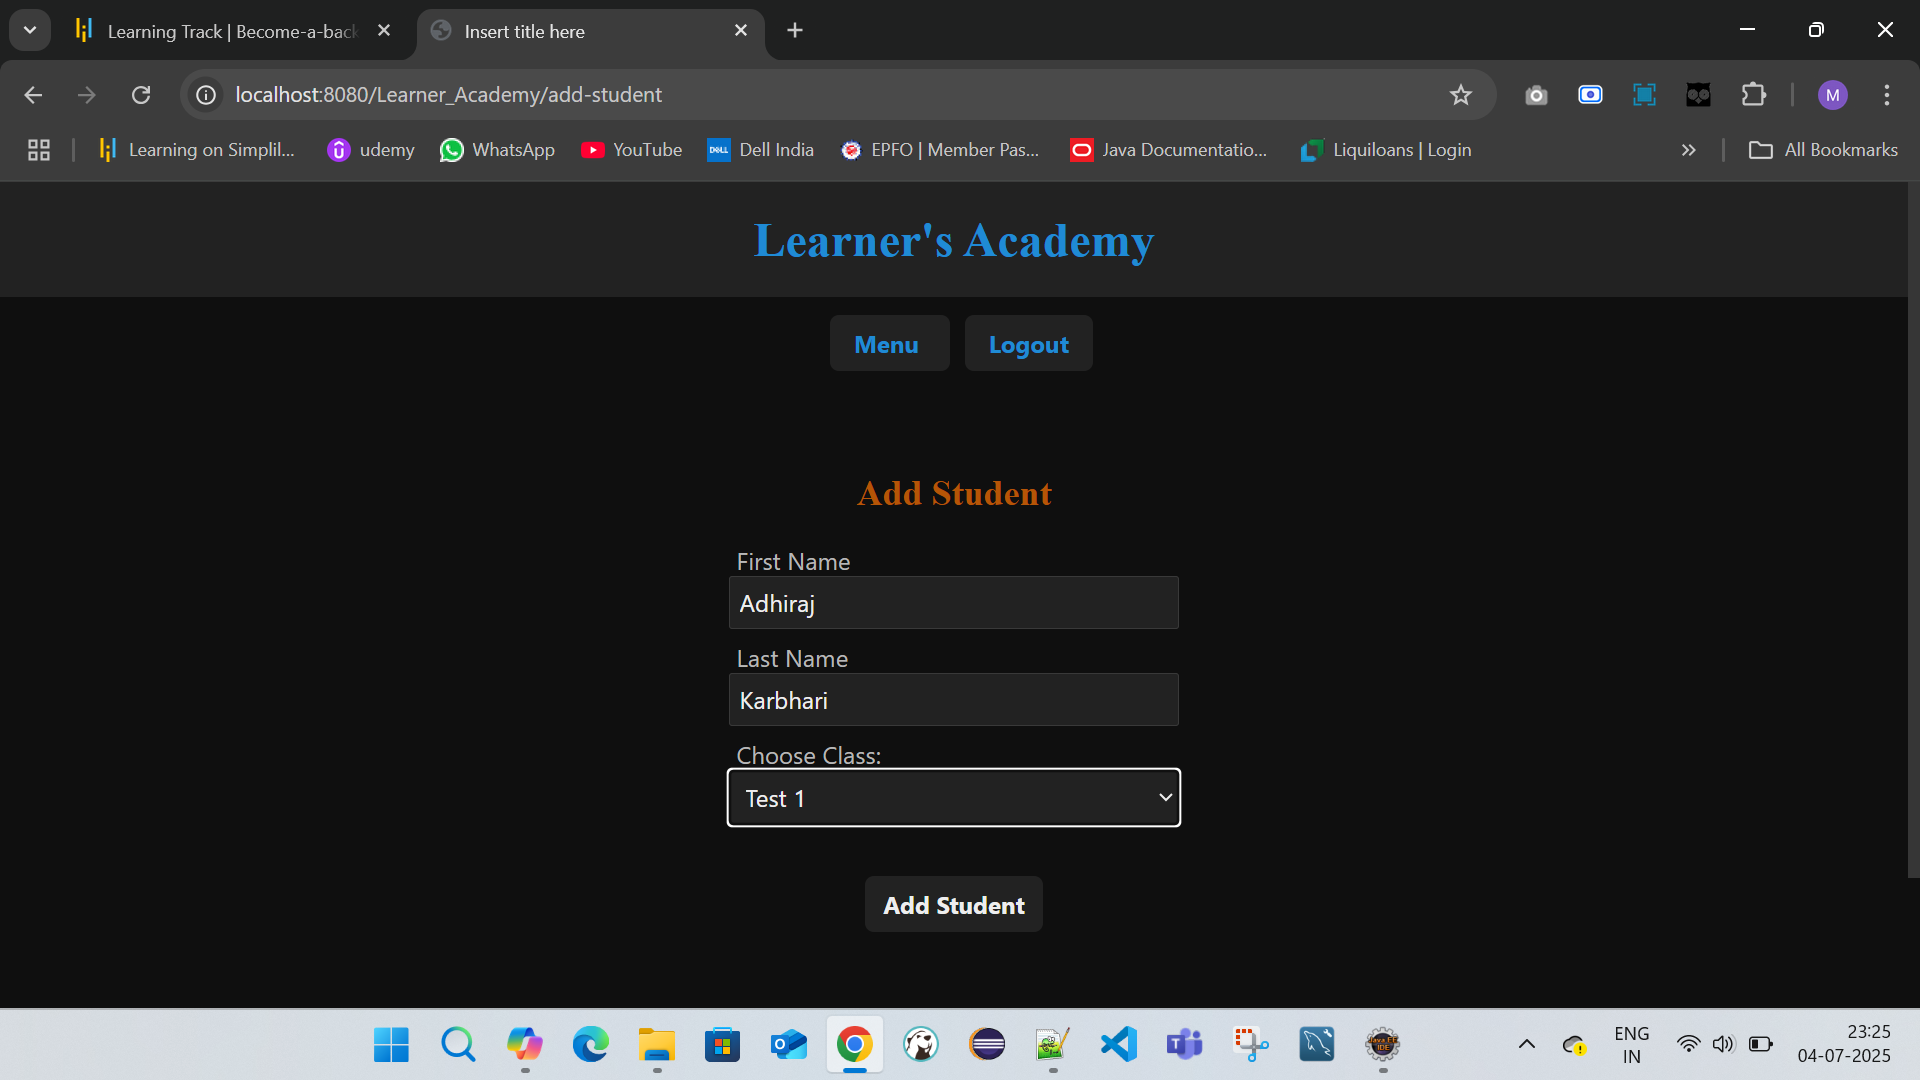 Learning Track | Become-a-back
Insert title here
localhost:8080/Learner_Academy/add-student
M
Learning on Simplil...
udemy
WhatsApp
YouTube
DELL
Dell India
EPFO | Member Pas...
Java Documentatio...
Liquiloans | Login
All Bookmarks
Learner's Academy
Menu
Logout
Add Student
First Name
Adhiraj
Last Name
Karbhari
Choose Class:
Test 1
Add Student
ENG
IN
23:25
04-07-2025